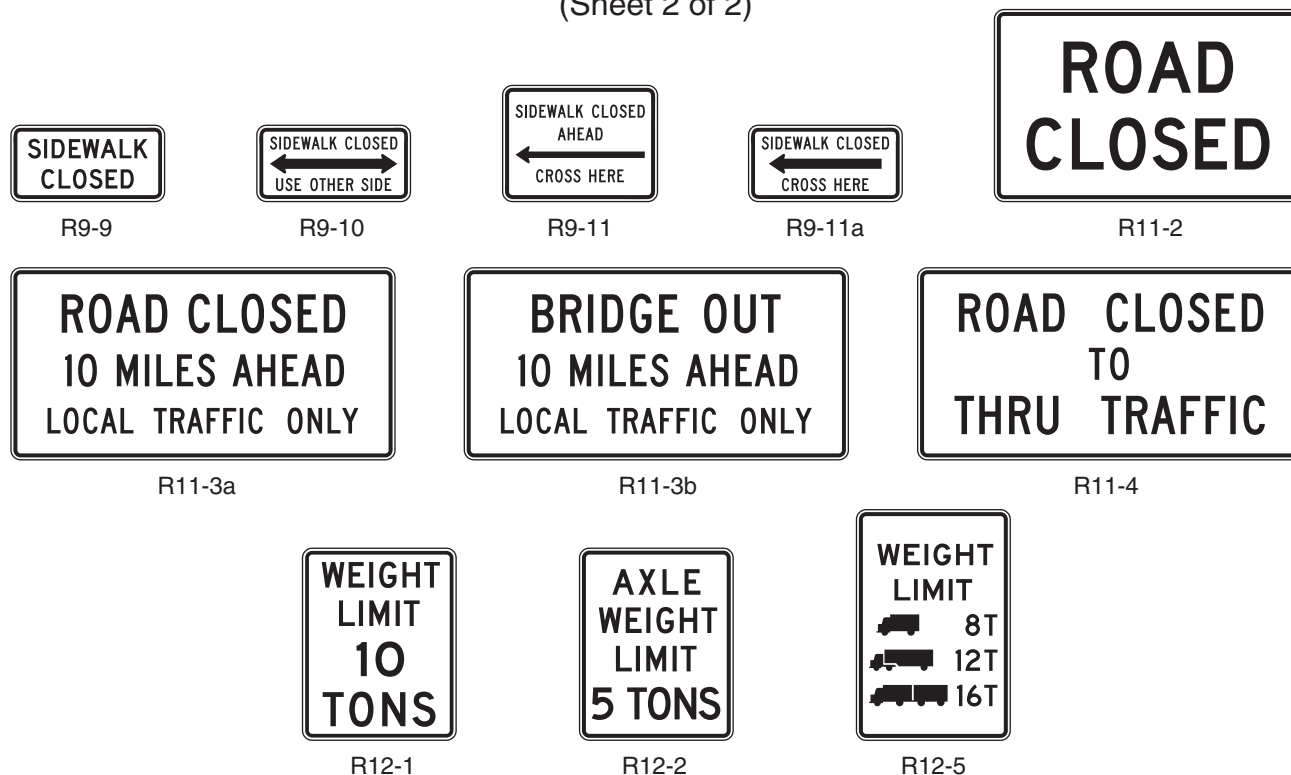 (Sheet 2 of 2)
SIDEWALK
CLOSED
R9-9
SIDEWALK CLOSED
USE OTHER SIDE
R9-10
SIDEWALK CLOSED
AHEAD
CROSS HERE
R9-11
SIDEWALK CLOSED
CROSS HERE
R9-11a
ROAD
CLOSED
R11-2
ROAD CLOSED
10 MILES AHEAD
LOCAL TRAFFIC ONLY
R11-3a
BRIDGE OUT
10 MILES AHEAD
LOCAL TRAFFIC ONLY
R11-3b
ROAD CLOSED
TO
THRU TRAFFIC
R11-4
WEIGHT
LIMIT
10
TONS
R12-1
AXLE
WEIGHT
LIMIT
5 TONS
R12-2
WEIGHT
LIMIT
8T
12T
16T
R12-5